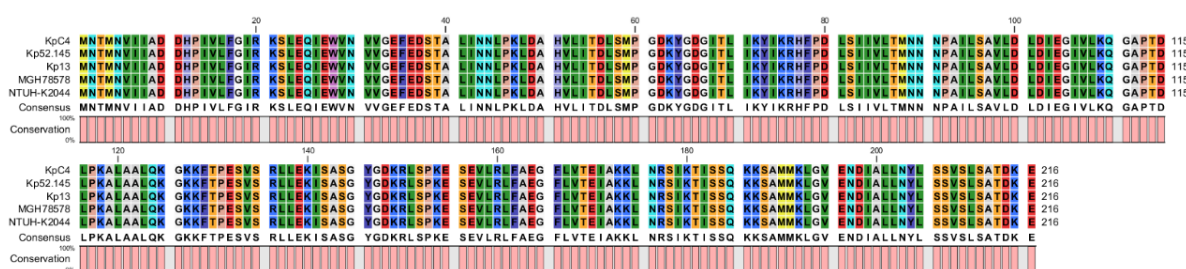 20 40 60 80 100
KpC4 MNTMNVIIAD DHPIVLFGIR KSLEQIEWVN VVGEFEDSTA LINNLPKLDA HVLITDLSMP GDKYGDGITL IKYIKRHFPD LSIIVLTMNN NPAILSAVLD LDIEGIVLKQ GAPTD 115
Kp52.145 MNTMNVIIAD DHPIVLFGIR KSLEQIEWVN VVGEFEDSTA LINNLPKLDA HVLITDLSMP GDKYGDGITL IKYIKRHFPD LSIIVLTMNN NPAILSAVLD LDIEGIVLKQ GAPTD 115
Kp13 MNTMNVIIAD DHPIVLFGIR KSLEQIEWVN VVGEFEDSTA LINNLPKLDA HVLITDLSMP GDKYGDGITL IKYIKRHFPD LSIIVLTMNN NPAILSAVLD LDIEGIVLKQ GAPTD 115
MGH78578 MNTMNVIIAD DHPIVLFGIR KSLEQIEWVN VVGEFEDSTA LINNLPKLDA HVLITDLSMP GDKYGDGITL IKYIKRHFPD LSIIVLTMNN NPAILSAVLD LDIEGIVLKQ GAPTD 115
NTUH-K2044 MNTMNVIIAD DHPIVLFGIR KSLEQIEWVN VVGEFEDSTA LINNLPKLDA HVLITDLSMP GDKYGDGITL IKYIKRHFPD LSIIVLTMNN NPAILSAVLD LDIEGIVLKQ GAPTD 115
Consensus MNTMNVIIAD DHPIVLFGIR KSLEQIEWVN VVGEFEDSTA LINNLPKLDA HVLITDLSMP GDKYGDGITL IKYIKRHFPD LSIIVLTMNN NPAILSAVLD LDIEGIVLKQ GAPTD
100%
Conservation
0%
120 140 160 180 200
KpC4 LPKALAALQK GKKFTPESVS RLLEKISASG YGDKRLSPKE SEVLRLFAEG FLVTEIAKKL NRSIKTISSQ KKSAMMKLGV ENDIALLNYL SSVSLSATDK E 216
Kp52.145 LPKALAALQK GKKFTPESVS RLLEKISASG YGDKRLSPKE SEVLRLFAEG FLVTEIAKKL NRSIKTISSQ KKSAMMKLGV ENDIALLNYL SSVSLSATDK E 216
Kp13 LPKALAALQK GKKFTPESVS RLLEKISASG YGDKRLSPKE SEVLRLFAEG FLVTEIAKKL NRSIKTISSQ KKSAMMKLGV ENDIALLNYL SSVSLSATDK E 216
MGH78578 LPKALAALQK GKKFTPESVS RLLEKISASG YGDKRLSPKE SEVLRLFAEG FLVTEIAKKL NRSIKTISSQ KKSAMMKLGV ENDIALLNYL SSVSLSATDK E 216
NTUH-K2044 LPKALAALQK GKKFTPESVS RLLEKISASG YGDKRLSPKE SEVLRLFAEG FLVTEIAKKL NRSIKTISSQ KKSAMMKLGV ENDIALLNYL SSVSLSATDK E 216
Consensus LPKALAALQK GKKFTPESVS RLLEKISASG YGDKRLSPKE SEVLRLFAEG FLVTEIAKKL NRSIKTISSQ KKSAMMKLGV ENDIALLNYL SSVSLSATDK E
100%
Conservation